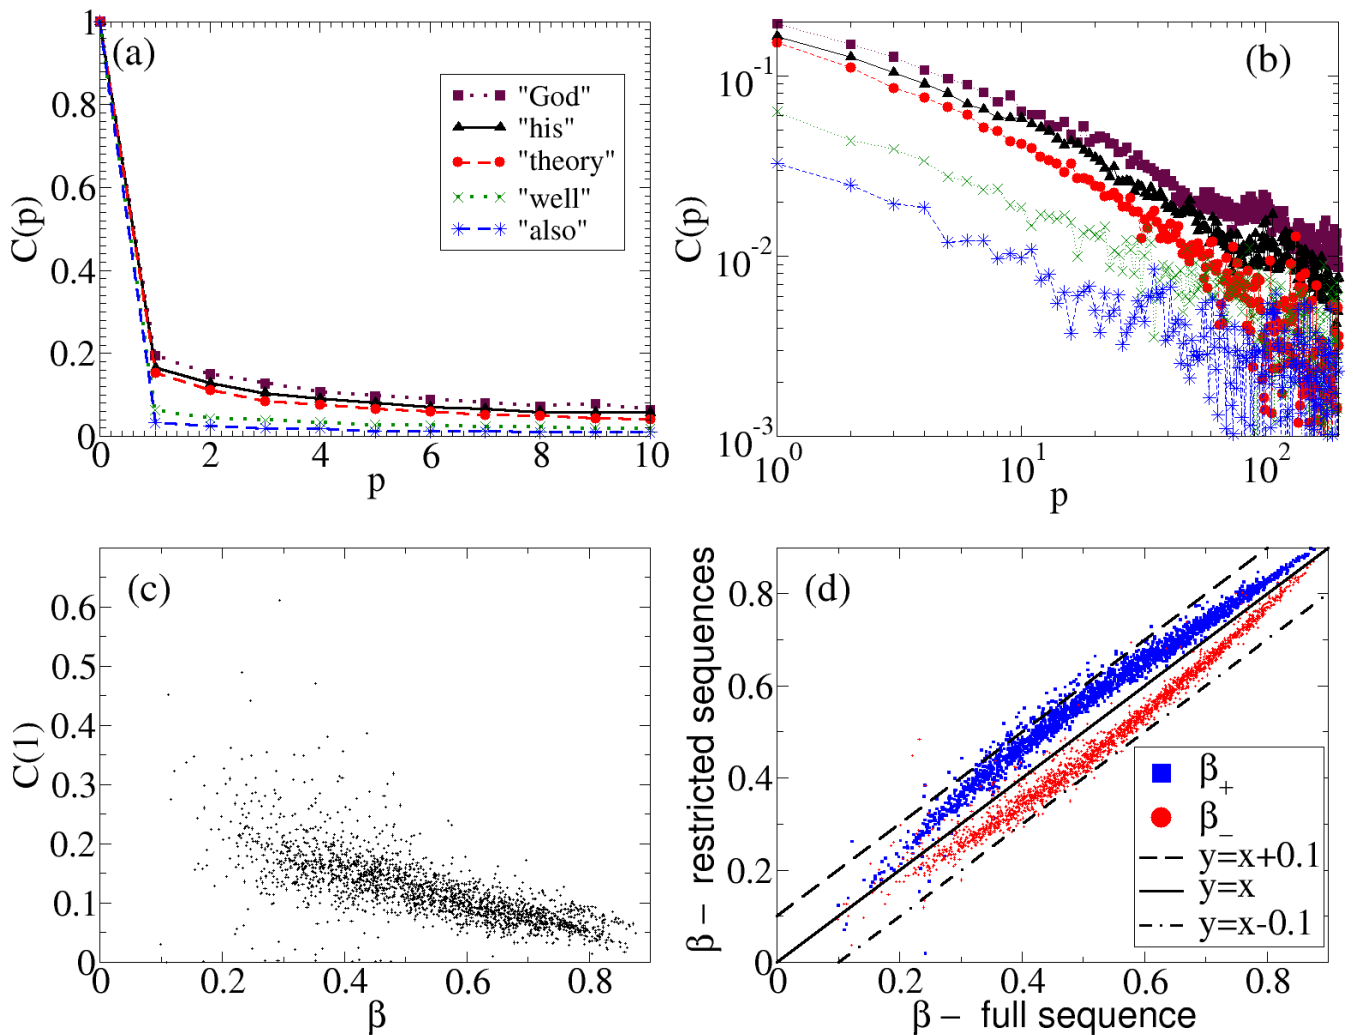 (a)
C(p)
1
0.8
0.6
0.4
0.2
0
0 2 4 6 8 10
p
"God"
"his"
"theory"
"well"
"also"
(b)
C(p)
10^-1
10^-2
10^-3
10^0 10^1 10^2
p
(c)
C(1)
0.6
0.5
0.4
0.3
0.2
0.1
0
0 0.2 0.4 0.6 0.8
β
(d)
β – restricted sequences
0.8
0.6
0.4
0.2
0
0 0.2 0.4 0.6 0.8
β – full sequence
β+
β−
y=x+0.1
y=x
y=x-0.1